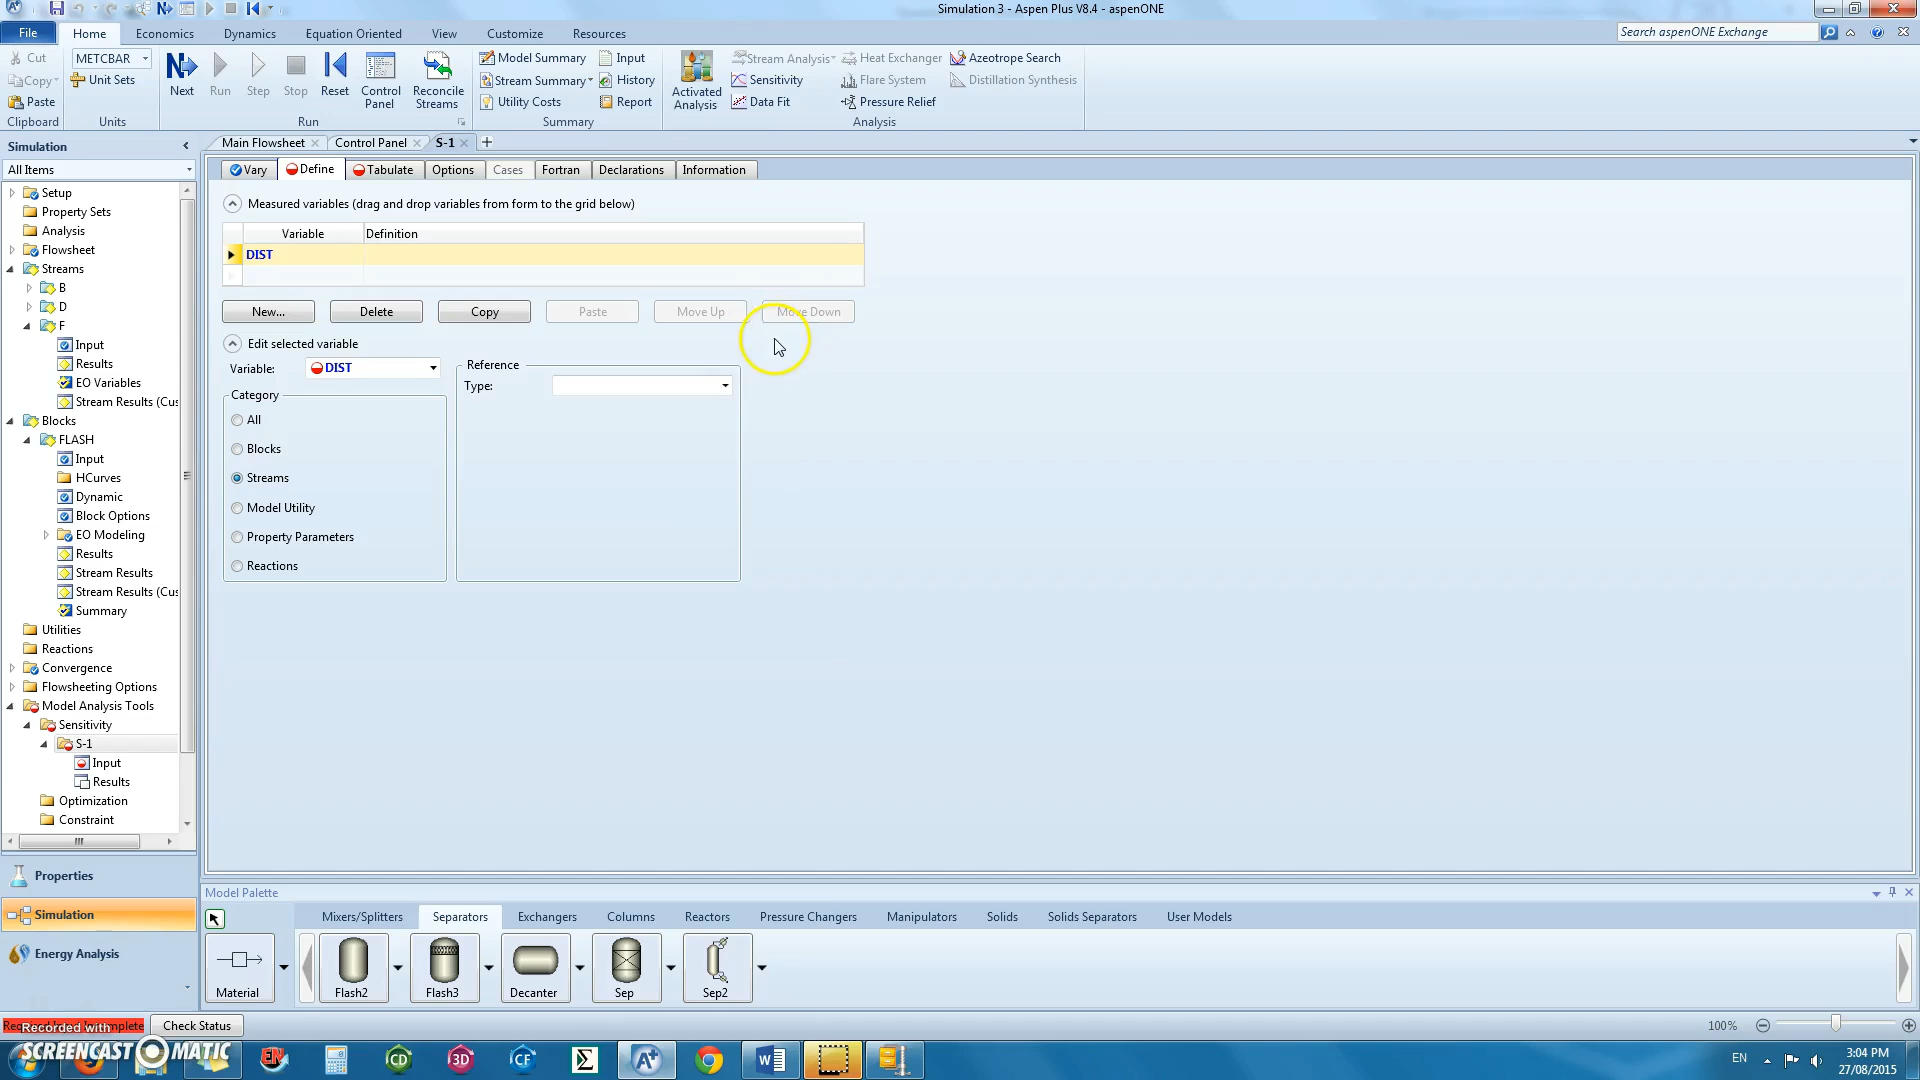 Simulation 3 - Aspen Plus V8.4 - aspenONE
File Home Economics Dynamics Equation Oriented View Customize Resources Search aspenONE Exchange
Cut METCBAR Model Summary Input Stream Analysis Heat Exchanger Azeotrope Search
Copy Unit Sets Next Run Step Stop Reset Control Panel Reconcile Streams Stream Summary History Activated Analysis Sensitivity Flare System Distillation Synthesis
Paste Utility Costs Report Data Fit Pressure Relief
Clipboard Units Run Summary Analysis
Simulation
All Items
Main Flowsheet Control Panel S-1
Vary Define Tabulate Options Cases Fortran Declarations Information
Setup
Property Sets
Analysis
Flowsheet
Streams
B
D
F
Input
Results
EO Variables
Stream Results (Cus
Blocks
FLASH
Input
HCurves
Dynamic
Block Options
EO Modeling
Results
Stream Results
Stream Results (Cus
Summary
Utilities
Reactions
Convergence
Flowsheeting Options
Model Analysis Tools
Sensitivity
S-1
Input
Results
Optimization
Constraint
Properties
Simulation
Energy Analysis
Measured variables (drag and drop variables from form to the grid below)
Variable Definition
DIST
New... Delete Copy Paste Move Up Move Down
Edit selected variable
Variable: DIST
Category
All
Blocks
Streams
Model Utility
Property Parameters
Reactions
Reference
Type:
Model Palette
Mixers/Splitters Separators Exchangers Columns Reactors Pressure Changers Manipulators Solids Solids Separators User Models
Material Flash2 Flash3 Decanter Sep Sep2
Check Status 100%
Recorded with
SCREENCAST MATIC
EN 3:04 PM
27/08/2015